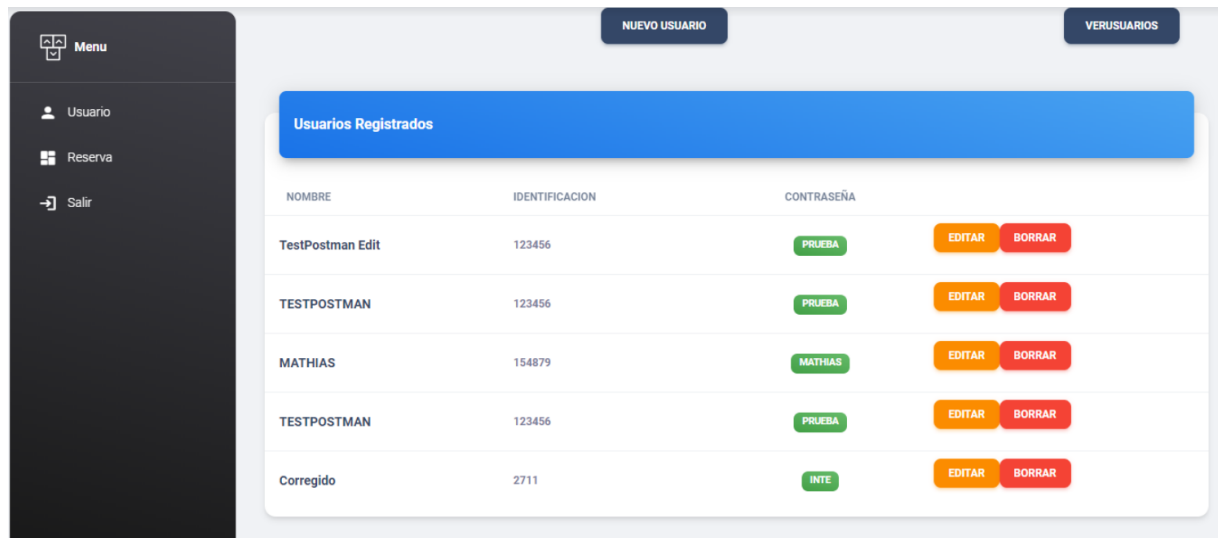 Menu
NUEVO USUARIO
VERUSUARIOS
Usuario
Reserva
Salir
Usuarios Registrados
NOMBRE IDENTIFICACION CONTRASEÑA
TestPostman Edit 123456 PRUEBA EDITAR BORRAR
TESTPOSTMAN 123456 PRUEBA EDITAR BORRAR
MATHIAS 154879 MATHIAS EDITAR BORRAR
TESTPOSTMAN 123456 PRUEBA EDITAR BORRAR
Corregido 2711 INTE EDITAR BORRAR